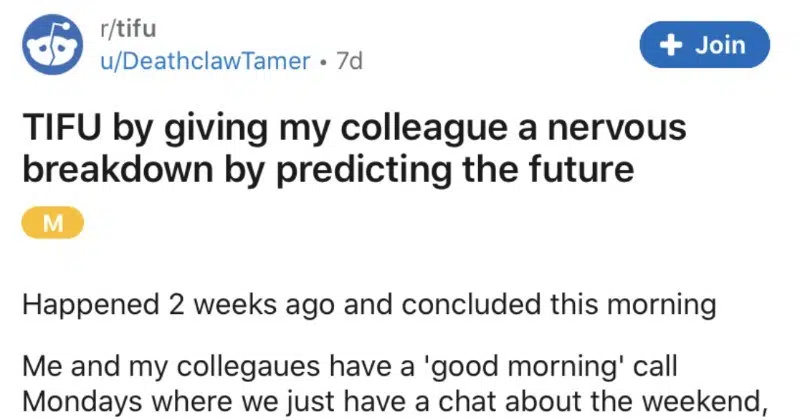 r/tifu
u/DeathclawTamer • 7d
+ Join
TIFU by giving my colleague a nervous
breakdown by predicting the future
M
Happened 2 weeks ago and concluded this morning
Me and my collegaues have a 'good morning' call
Mondays where we just have a chat about the weekend,